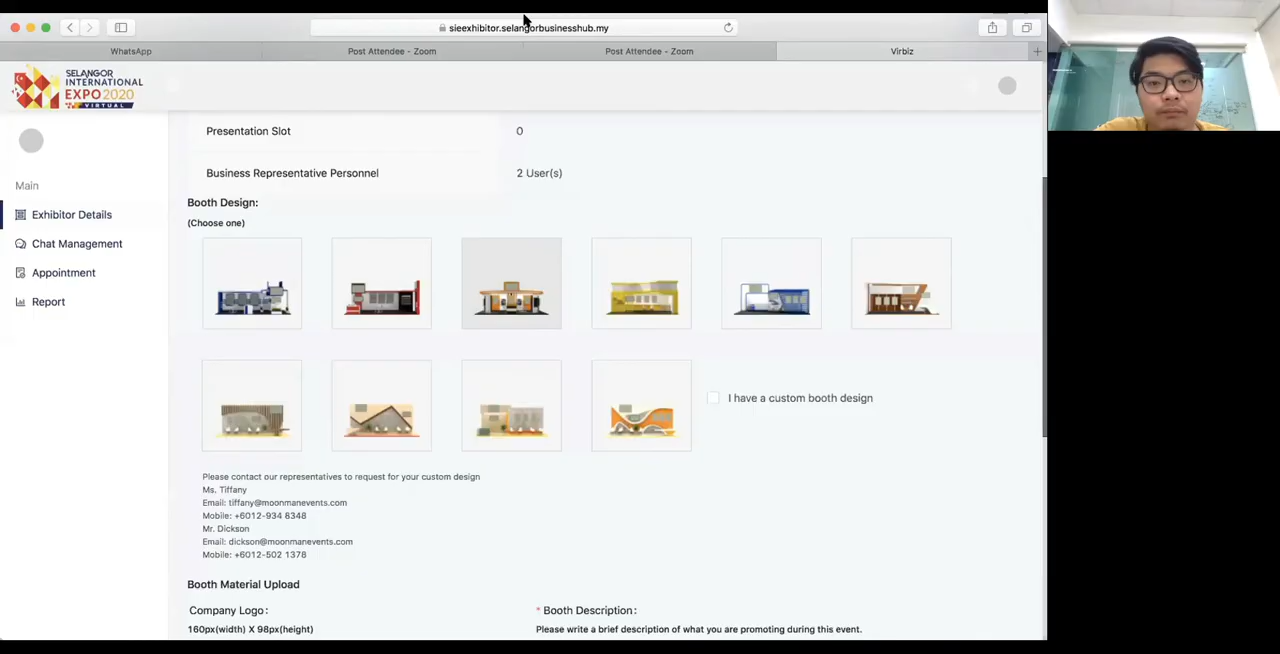 sieexhibitor.selangorbusinesshub.my
WhatsApp
Post Attendee - Zoom
Post Attendee - Zoom
Virbiz
SELANGOR
INTERNATIONAL
EXPO 2020
VIRTUAL
Presentation Slot 0
Business Representative Personnel 2 User(s)
Main
Exhibitor Details
Chat Management
Appointment
Report
Booth Design:
(Choose one)
I have a custom booth design
Please contact our representatives to request for your custom design
Ms. Tiffany
Email: tiffany@moonmanevents.com
Mobile: +6012-934 8348
Mr. Dickson
Email: dickson@moonmanevents.com
Mobile: +6012-502 1378
Booth Material Upload
Company Logo:
160px(width) X 98px(height)
* Booth Description:
Please write a brief description of what you are promoting during this event.